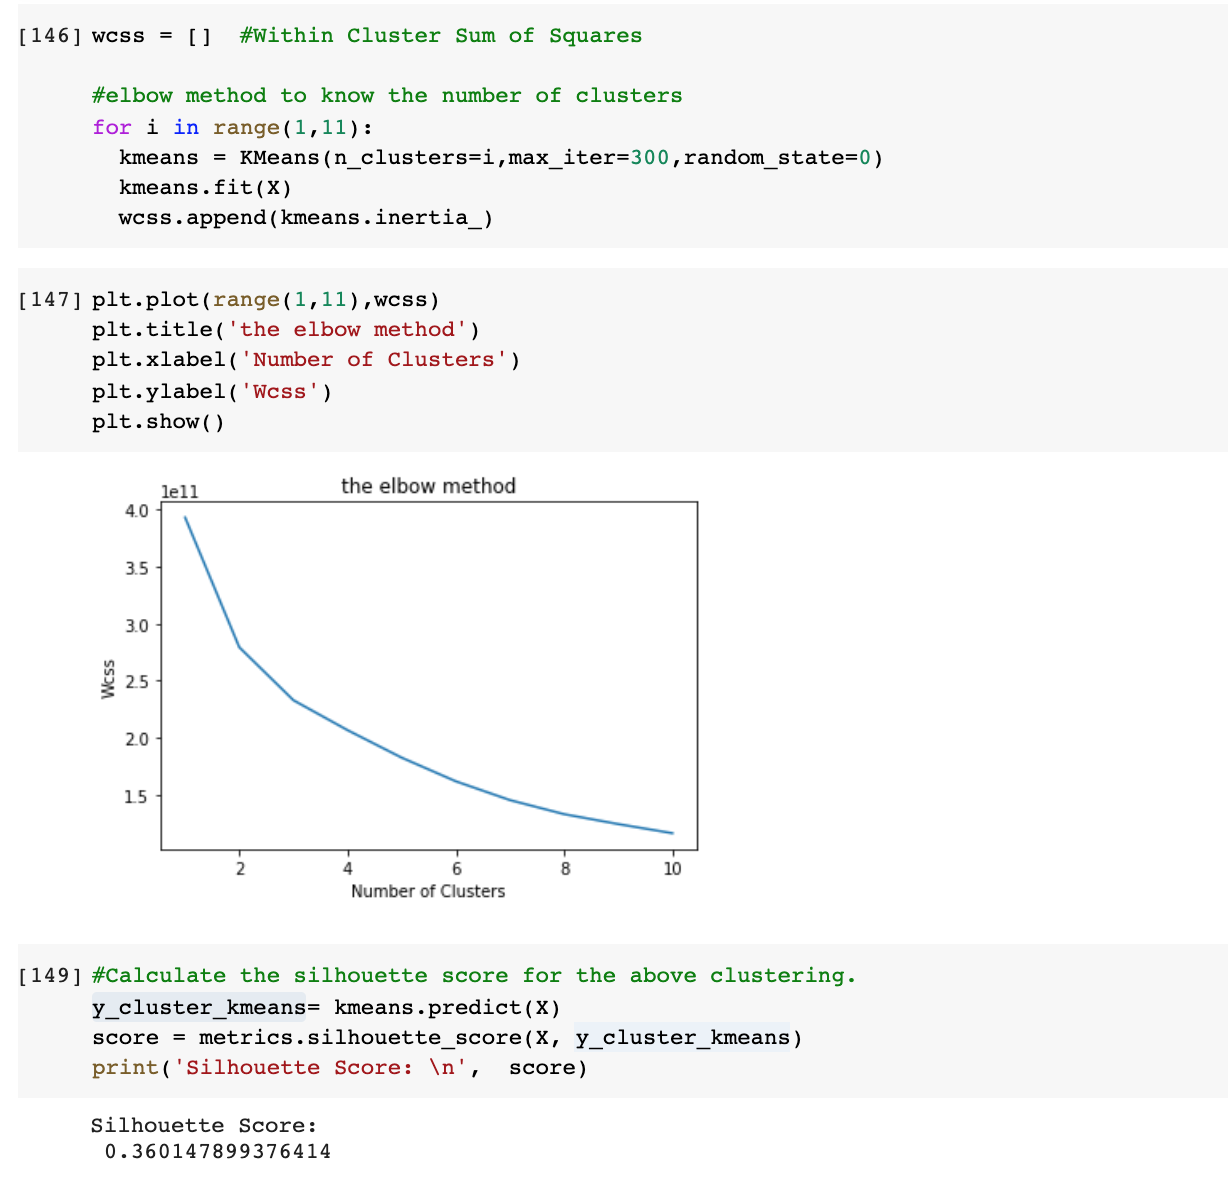 [146] wcss = []  #Within Cluster Sum of Squares
#elbow method to know the number of clusters
for i in range(1,11):
  kmeans = KMeans(n_clusters=i,max_iter=300,random_state=0)
  kmeans.fit(X)
  wcss.append(kmeans.inertia_)
[147] plt.plot(range(1,11),wcss)
plt.title('the elbow method')
plt.xlabel('Number of Clusters')
plt.ylabel('Wcss')
plt.show()
the elbow method
1e11
4.0
3.5
3.0
2.5
2.0
1.5
Wcss
2 4 6 8 10
Number of Clusters
[149] #Calculate the silhouette score for the above clustering.
y_cluster_kmeans= kmeans.predict(X)
score = metrics.silhouette_score(X, y_cluster_kmeans)
print('Silhouette Score: \n',  score)
Silhouette Score:
 0.360147899376414